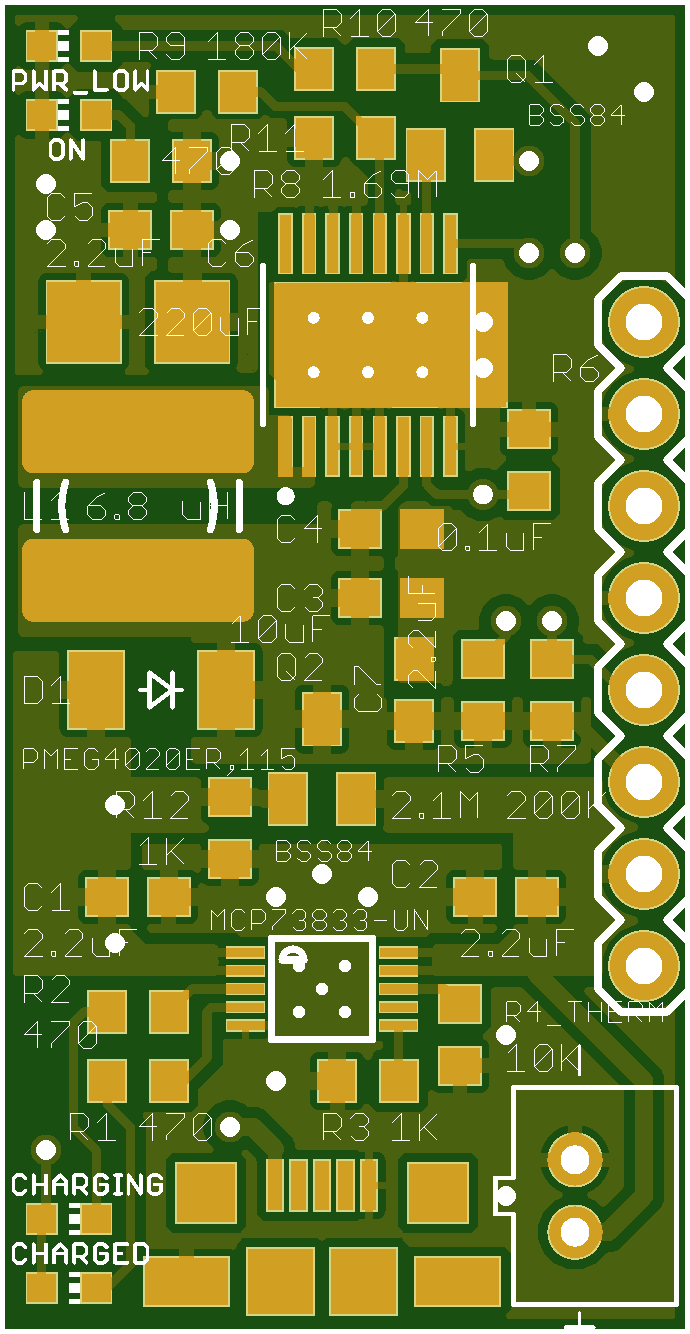 R10 470
R9 180K
Q1
PWR_LOW
BSS84
R11
ON
470
R8 1.69M
C5
2.2uF
C6
220uF
R6
L1 6.8 uH
C4
0.1uF
C3
2.2uF
10uF
Q2
C7
D1
PMEG4020ER,115
R5
R7
R12
2.1M
200K
1K
BSS84
C2
C1
MCP73833-UN
2.2uF
2.2uF
R2
R4_THERM
470
10K
R1 470
R3 1K
CHARGING
CHARGED